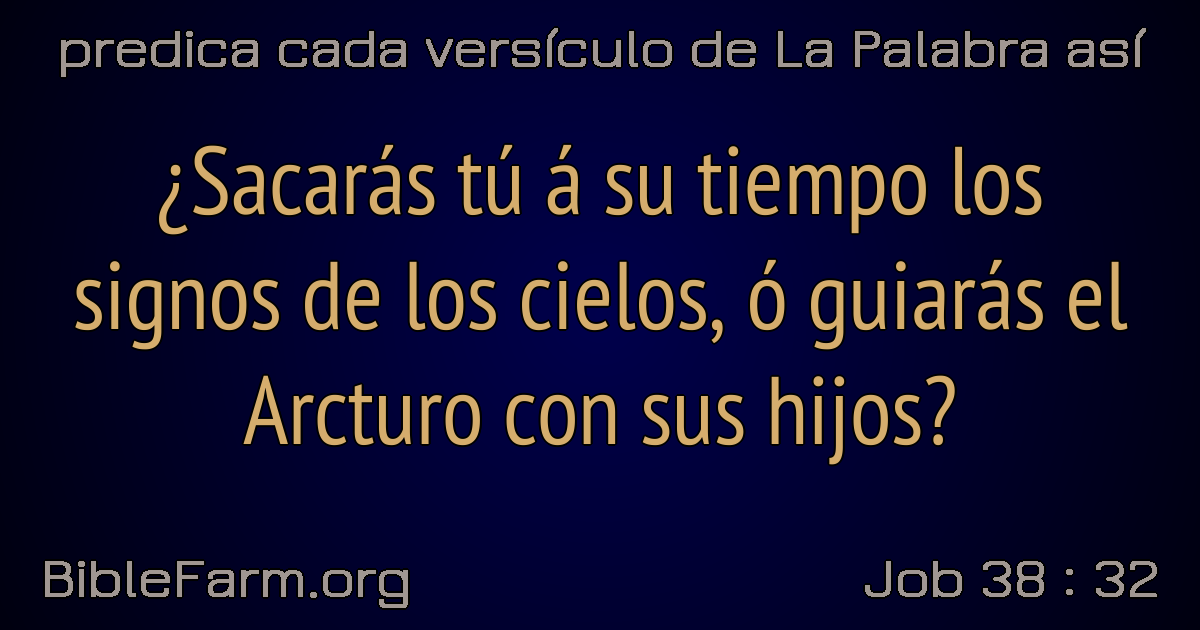 predica cada versículo de La Palabra así
¿Sacarás tú á su tiempo los
signos de los cielos, ó guiarás el
Arcturo con sus hijos?
BibleFarm.org
Job 38 : 32